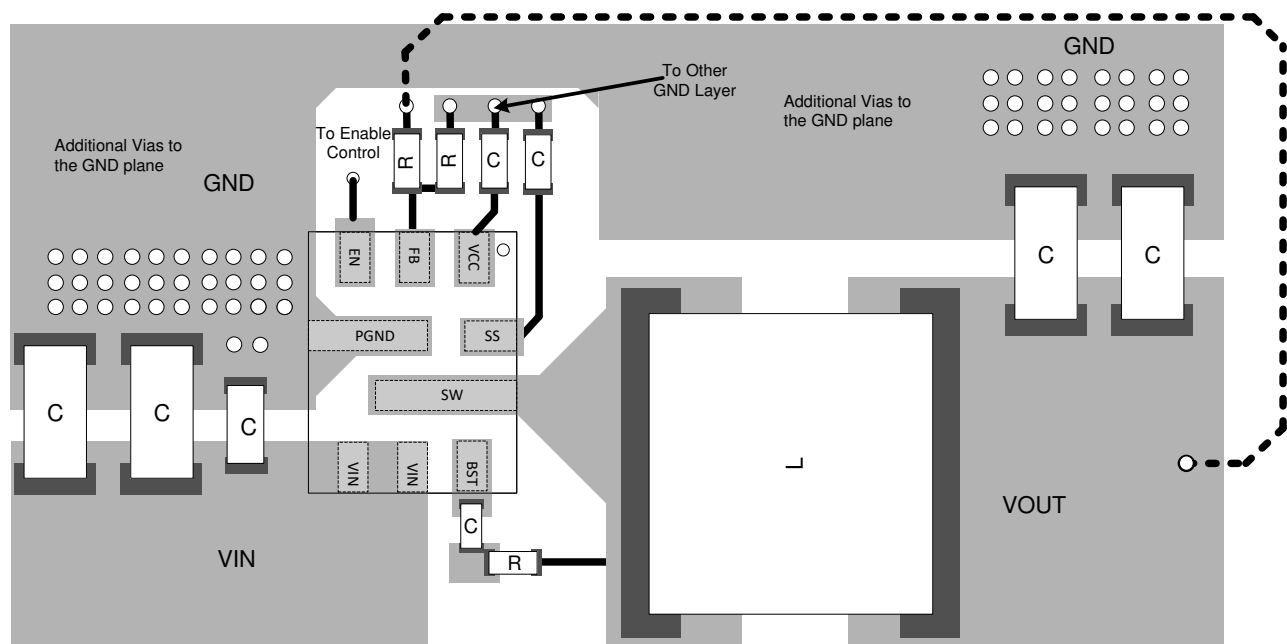 GND
To Other
GND Layer
Additional Vias to
the GND plane
To Enable
Control
Additional Vias to
the GND plane
GND
R
R
C
C
C
C
EN
FB
VCC
PGND
SS
SW
C
C
C
VIN
VIN
BST
L
VOUT
C
R
VIN